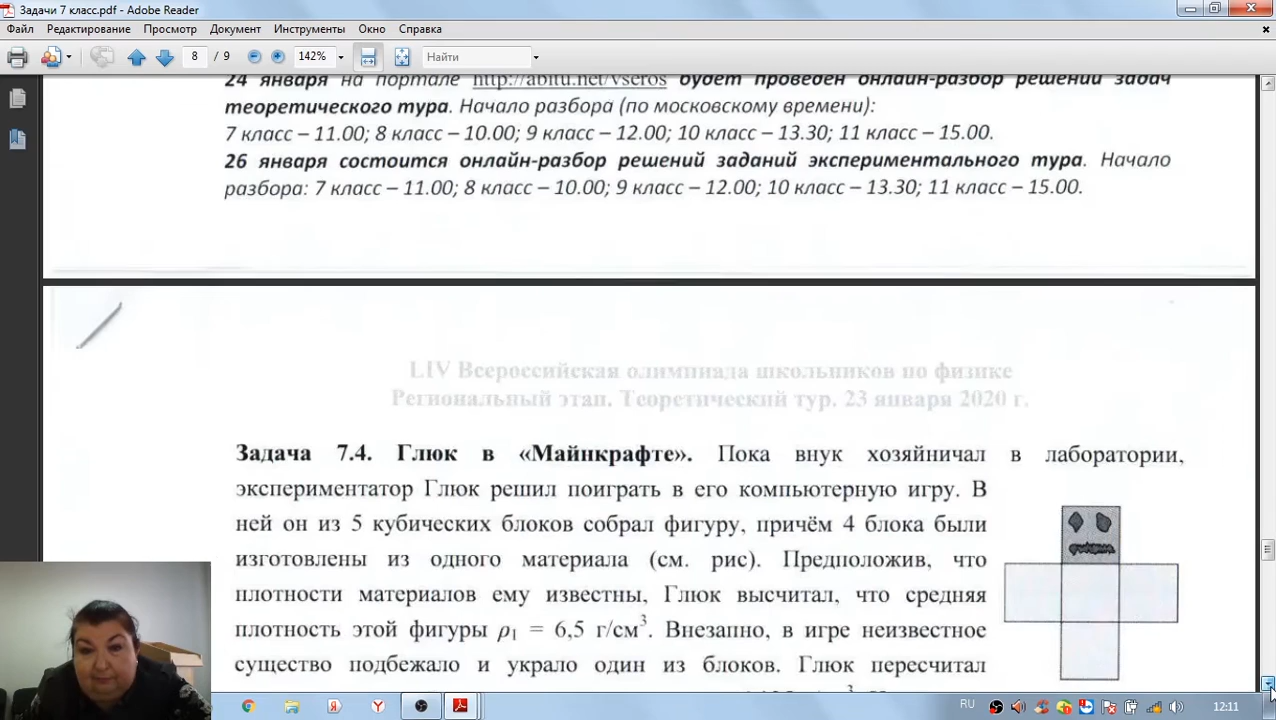 Задачи 7 класс.pdf - Adobe Reader
Файл Редактирование Просмотр Документ Инструменты Окно Справка
8 / 9 142% Найти
24 января на портале http://abitu.net/vseros будет проведен онлайн-разбор решений задач
теоретического тура. Начало разбора (по московскому времени):
7 класс – 11.00; 8 класс – 10.00; 9 класс – 12.00; 10 класс – 13.30; 11 класс – 15.00.
26 января состоится онлайн-разбор решений заданий экспериментального тура. Начало
разбора: 7 класс – 11.00; 8 класс – 10.00; 9 класс – 12.00; 10 класс – 13.30; 11 класс – 15.00.
LIV Всероссийская олимпиада школьников по физике
Региональный этап. Теоретический тур. 23 января 2020 г.
Задача 7.4. Глюк в «Майнкрафте». Пока внук хозяйничал в лаборатории,
экспериментатор Глюк решил поиграть в его компьютерную игру. В
ней он из 5 кубических блоков собрал фигуру, причём 4 блока были
изготовлены из одного материала (см. рис). Предположив, что
плотности материалов ему известны, Глюк высчитал, что средняя
плотность этой фигуры ρ₁ = 6,5 г/см³. Внезапно, в игре неизвестное
существо подбежало и украло один из блоков. Глюк пересчитал
RU 12:11